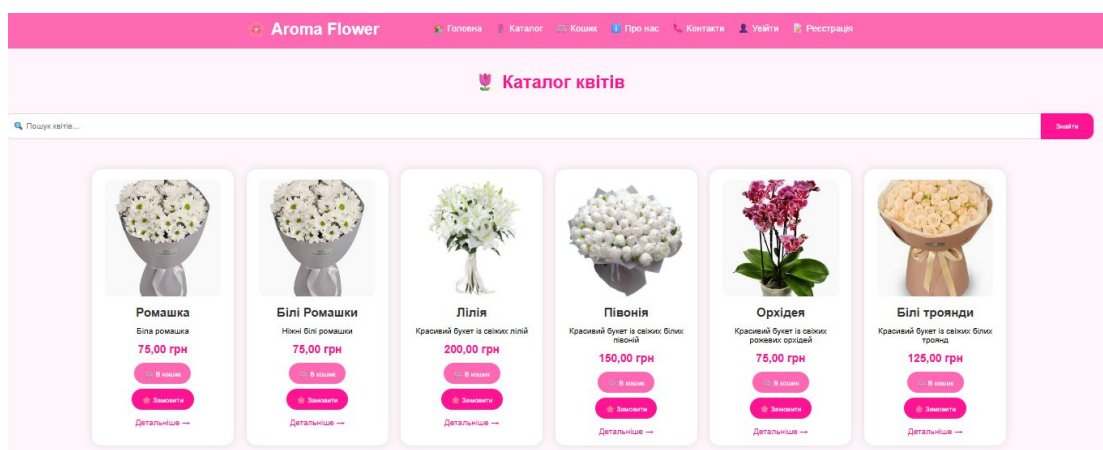 Aroma Flower
Головна Каталог Кошик Про нас Контакти Увійти Реєстрація
Каталог квітів
Пошук квітів...
Знайти
Ромашка
Біла ромашка
75,00 грн
В кошик
Замовити
Детальніше →
Білі Ромашки
Ніжні білі ромашки
75,00 грн
В кошик
Замовити
Детальніше →
Лілія
Красивий букет із свіжих лілій
200,00 грн
В кошик
Замовити
Детальніше →
Півонія
Красивий букет із свіжих білих
півоній
150,00 грн
В кошик
Замовити
Детальніше →
Орхідея
Красивий букет із свіжих
рожевих орхідей
75,00 грн
В кошик
Замовити
Детальніше →
Білі троянди
Красивий букет із свіжих білих
троянд
125,00 грн
В кошик
Замовити
Детальніше →